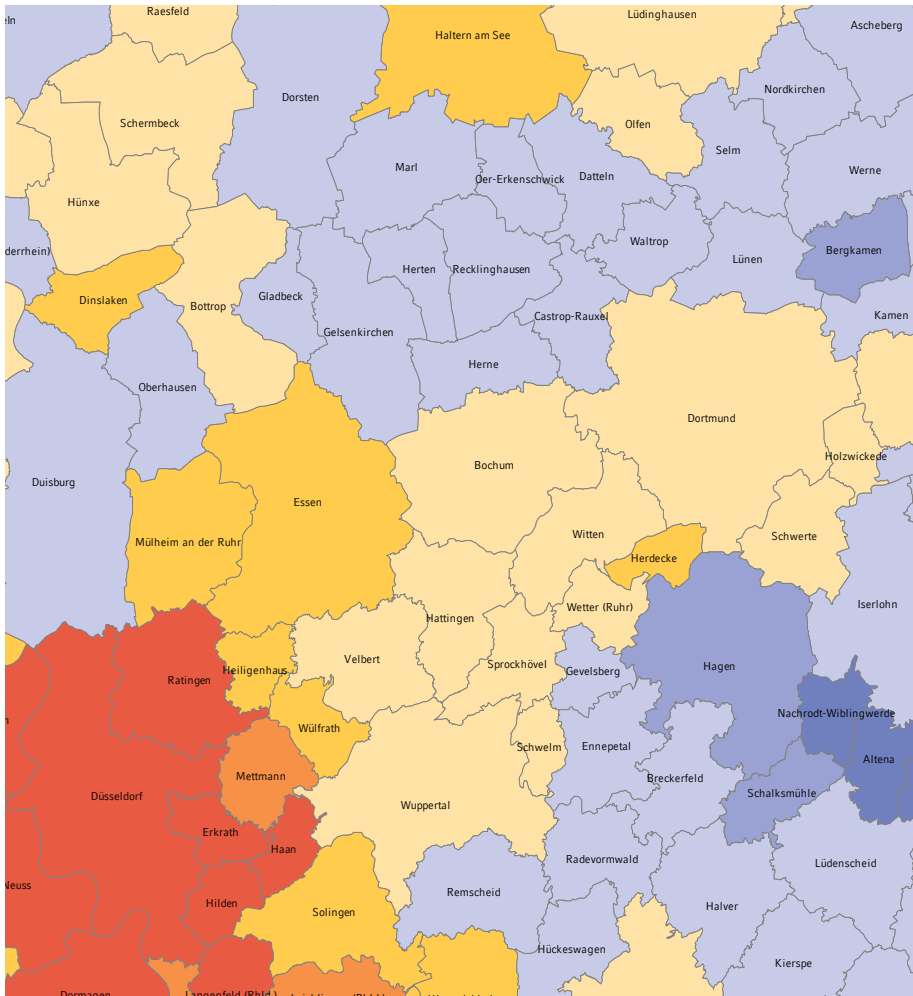 Raesfeld
Lüdinghausen
Ascheberg
eln
Haltern am See
Nordkirchen
Dorsten
Schermbeck
Olfen
Selm
Marl
Oer-Erkenschwick
Datteln
Werne
Hünxe
Waltrop
derrhein)
Bergkamen
Lünen
Herten
Recklinghausen
Gladbeck
Dinslaken
Bottrop
Castrop-Rauxel
Kamen
Gelsenkirchen
Herne
Oberhausen
Dortmund
Holzwickede
Bochum
Duisburg
Essen
Witten
Schwerte
Mülheim an der Ruhr
Herdecke
Iserlohn
Wetter (Ruhr)
Hattingen
Velbert
Sprockhövel
Hagen
Gevelsberg
Heiligenhaus
Ratingen
Nachrodt-Wiblingwerde
n
Wülfrath
Schwelm
Ennepetal
Altena
Mettmann
Breckerfeld
Düsseldorf
Schalksmühle
Wuppertal
Erkrath
Haan
Radevormwald
Lüdenscheid
Neuss
Remscheid
Hilden
Halver
Solingen
Hückeswagen
Kierspe
Dormagen
Langenfeld (Rhld.)